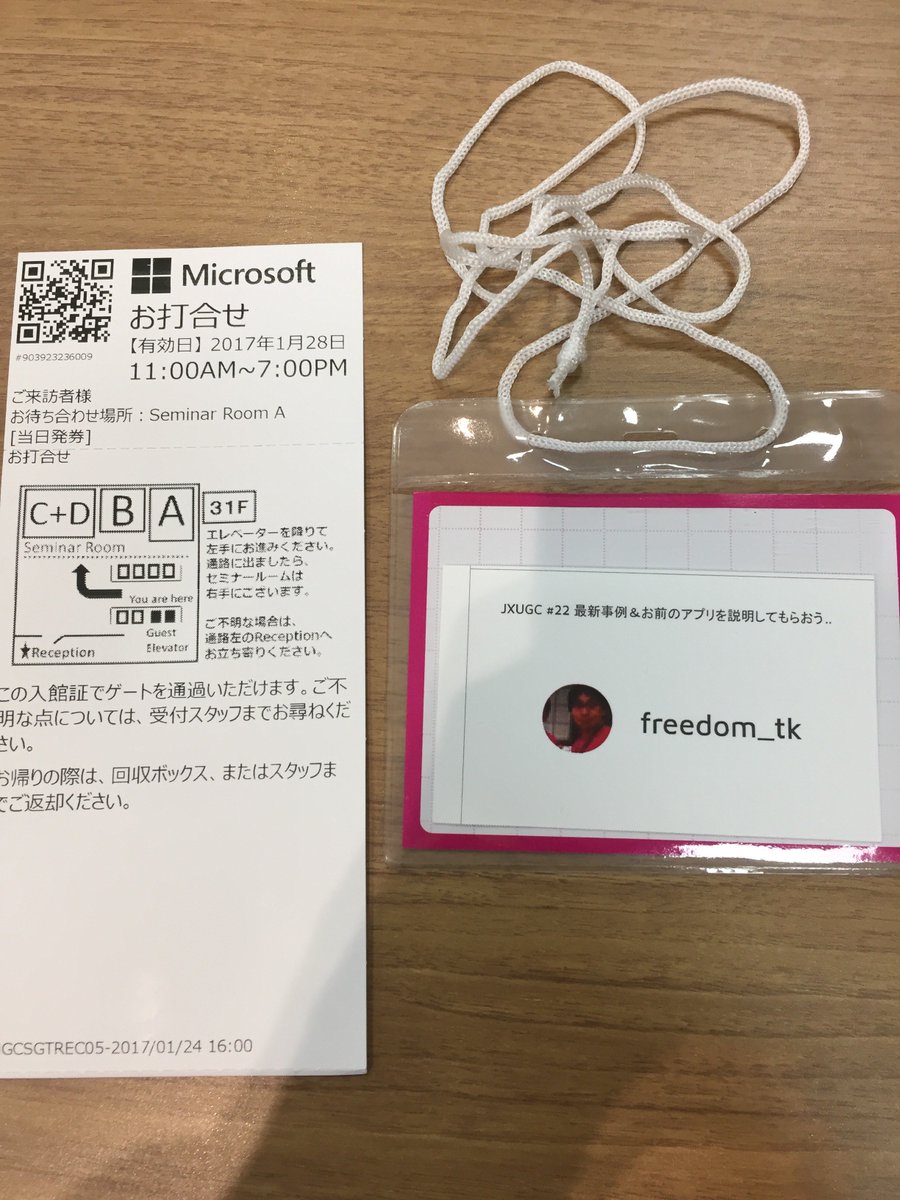 Microsoft
お打合せ
【有効日】2017年1月28日
11:00AM~7:00PM
#903923236009
ご来訪者様
お待ち合わせ場所：Seminar Room A
[当日発券]
お打合せ
C+D B A
31F
Seminar Room
You are here
Guest
Elevator
★Reception
エレベーターを降りて
左手にお進みください。
通路に出ましたら、
セミナールームは
右手にございます。
ご不明な場合は、
通路左のReceptionへ
お立ち寄りください。
この入館証でゲートを通過いただけます。ご不
明な点については、受付スタッフまでお尋ねくだ
さい。
お帰りの際は、回収ボックス、またはスタッフま
でご返却ください。
GCSGTREC05-2017/01/24 16:00
JXUGC #22 最新事例＆お前のアプリを説明してもらおう..
freedom_tk